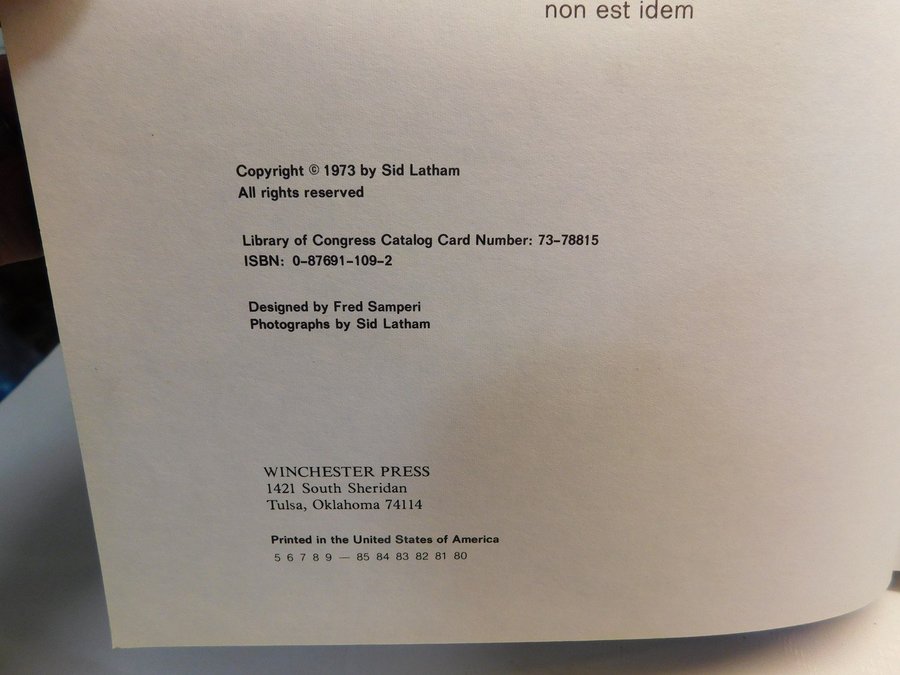 non est idem
Copyright © 1973 by Sid Latham
All rights reserved
Library of Congress Catalog Card Number: 73-78815
ISBN: 0-87691-109-2
Designed by Fred Samperi
Photographs by Sid Latham
WINCHESTER PRESS
1421 South Sheridan
Tulsa, Oklahoma 74114
Printed in the United States of America
5 6 7 8 9 — 85 84 83 82 81 80